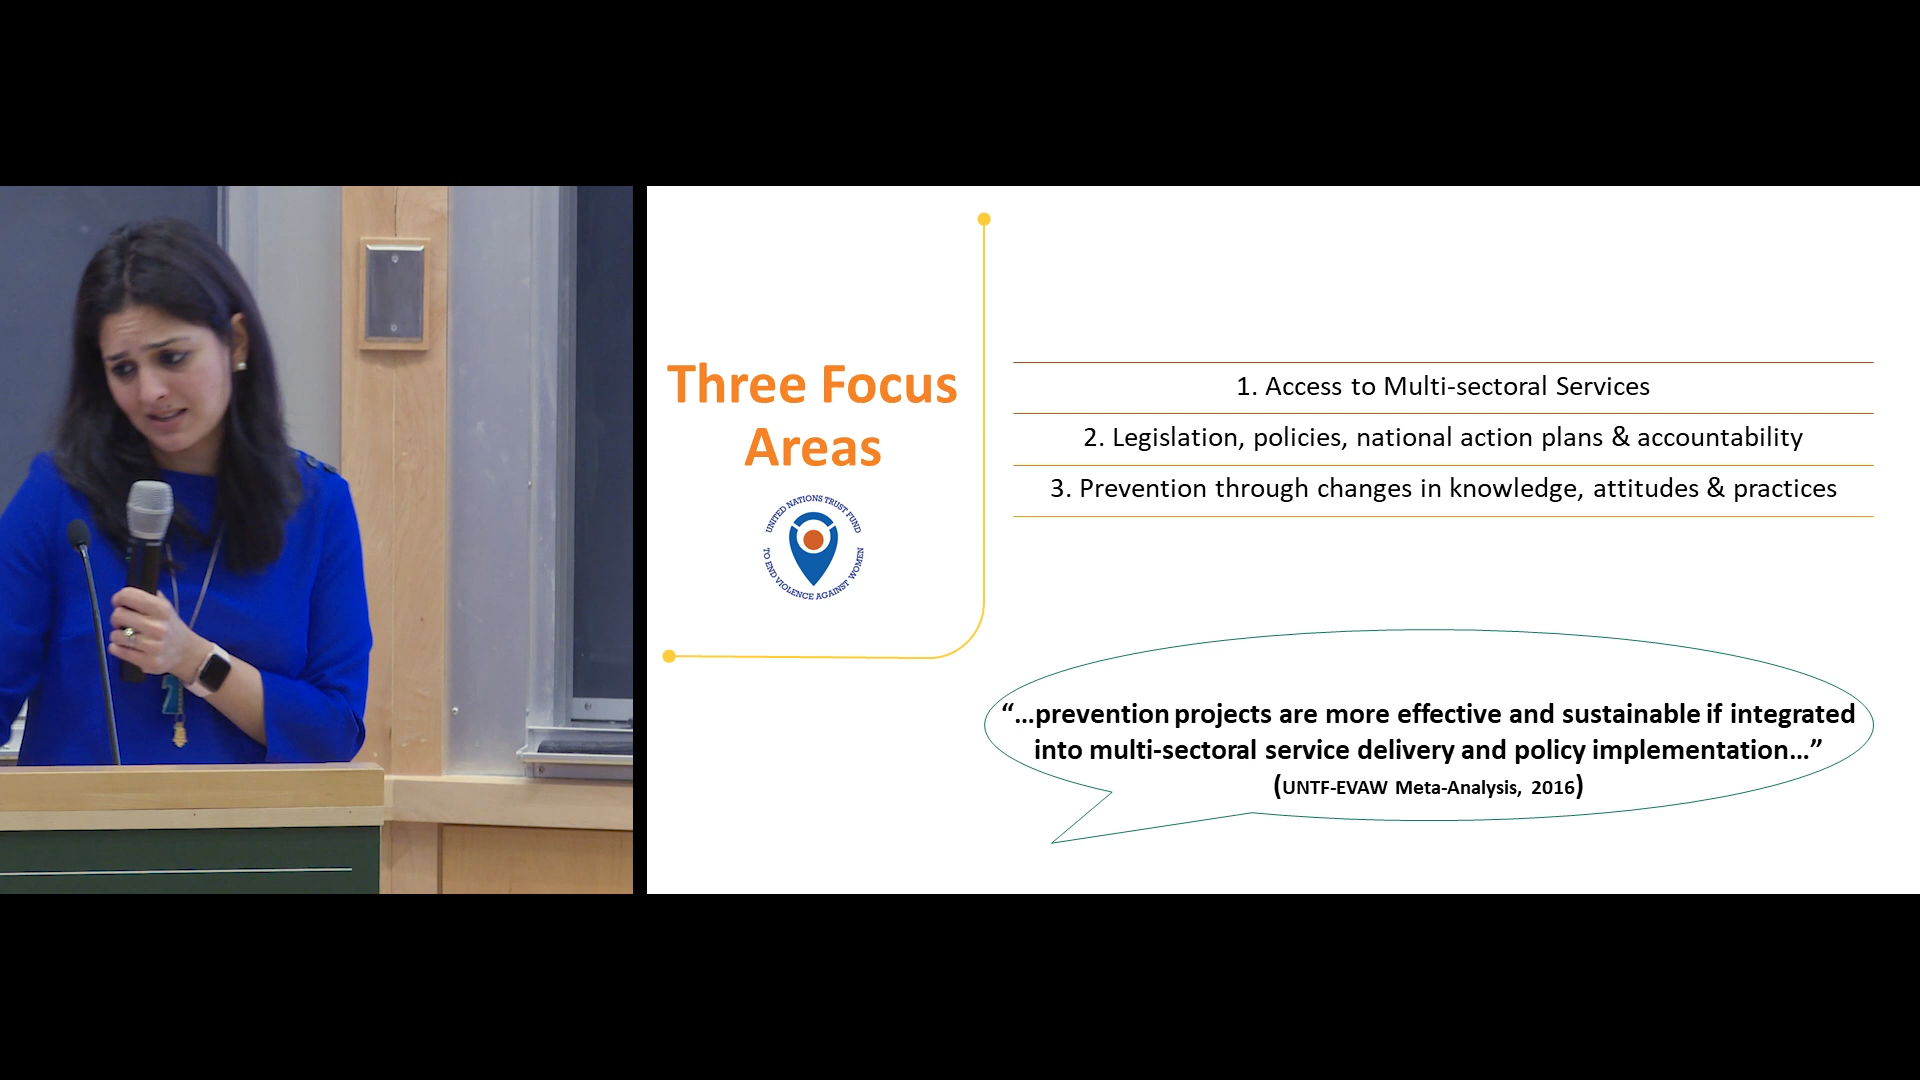 Three Focus
Areas
UNITED NATIONS TRUST FUND
TO END VIOLENCE AGAINST WOMEN
1. Access to Multi-sectoral Services
2. Legislation, policies, national action plans & accountability
3. Prevention through changes in knowledge, attitudes & practices
“…prevention projects are more effective and sustainable if integrated
into multi-sectoral service delivery and policy implementation…”
(UNTF-EVAW Meta-Analysis, 2016)